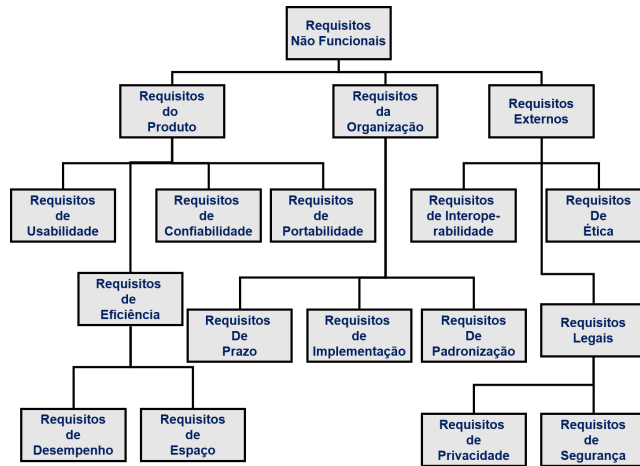 Requisitos
Não Funcionais
Requisitos
do
Produto
Requisitos
da
Organização
Requisitos
Externos
Requisitos
de
Usabilidade
Requisitos
de
Confiabilidade
Requisitos
de
Portabilidade
Requisitos
de Interope-
rabilidade
Requisitos
De
Ética
Requisitos
de
Eficiência
Requisitos
De
Prazo
Requisitos
de
Implementação
Requisitos
De
Padronização
Requisitos
Legais
Requisitos
de
Desempenho
Requisitos
de
Espaço
Requisitos
de
Privacidade
Requisitos
de
Segurança